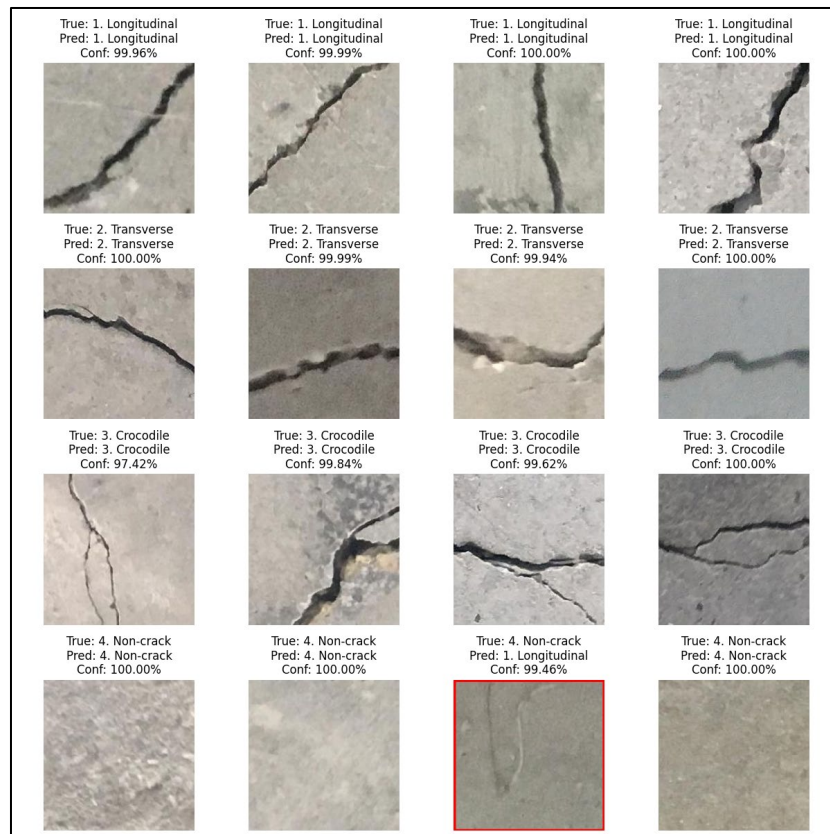 True: 1. Longitudinal
Pred: 1. Longitudinal
Conf: 99.96%
True: 1. Longitudinal
Pred: 1. Longitudinal
Conf: 99.99%
True: 1. Longitudinal
Pred: 1. Longitudinal
Conf: 100.00%
True: 1. Longitudinal
Pred: 1. Longitudinal
Conf: 100.00%
True: 2. Transverse
Pred: 2. Transverse
Conf: 100.00%
True: 2. Transverse
Pred: 2. Transverse
Conf: 99.99%
True: 2. Transverse
Pred: 2. Transverse
Conf: 99.94%
True: 2. Transverse
Pred: 2. Transverse
Conf: 100.00%
True: 3. Crocodile
Pred: 3. Crocodile
Conf: 97.42%
True: 3. Crocodile
Pred: 3. Crocodile
Conf: 99.84%
True: 3. Crocodile
Pred: 3. Crocodile
Conf: 99.62%
True: 3. Crocodile
Pred: 3. Crocodile
Conf: 100.00%
True: 4. Non-crack
Pred: 4. Non-crack
Conf: 100.00%
True: 4. Non-crack
Pred: 4. Non-crack
Conf: 100.00%
True: 4. Non-crack
Pred: 1. Longitudinal
Conf: 99.46%
True: 4. Non-crack
Pred: 4. Non-crack
Conf: 100.00%